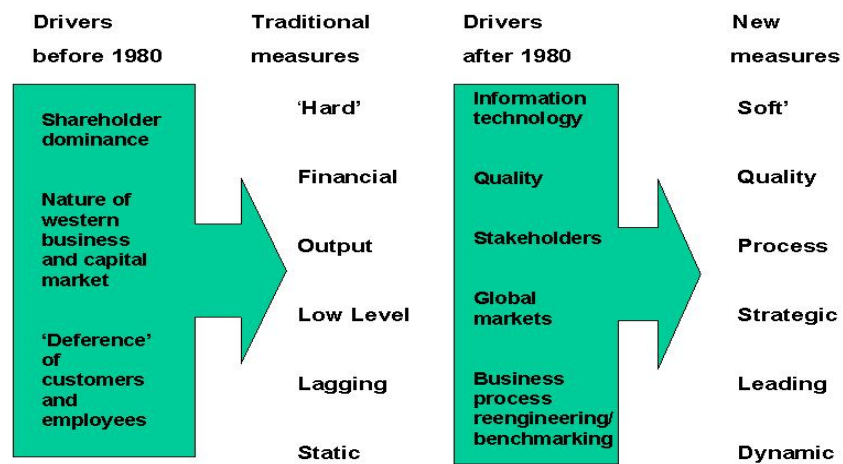 Drivers
before 1980
Traditional
measures
Drivers
after 1980
New
measures
Shareholder
dominance
Nature of
western
business
and capital
market
‘Deference’
of
customers
and
employees
‘Hard’
Financial
Output
Low Level
Lagging
Static
Information
technology
Quality
Stakeholders
Global
markets
Business
process
reengineering/
benchmarking
Soft’
Quality
Process
Strategic
Leading
Dynamic